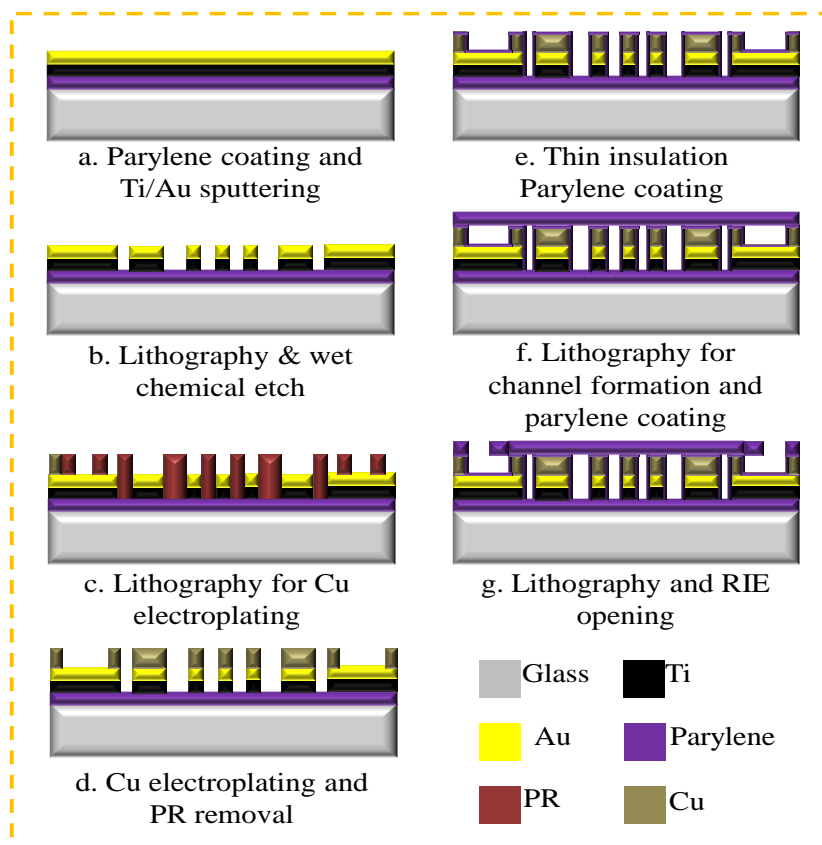 a. Parylene coating and
Ti/Au sputtering
b. Lithography & wet
chemical etch
c. Lithography for Cu
electroplating
d. Cu electroplating and
PR removal
e. Thin insulation
Parylene coating
f. Lithography for
channel formation and
parylene coating
g. Lithography and RIE
opening
Glass
Ti
Au
Parylene
PR
Cu